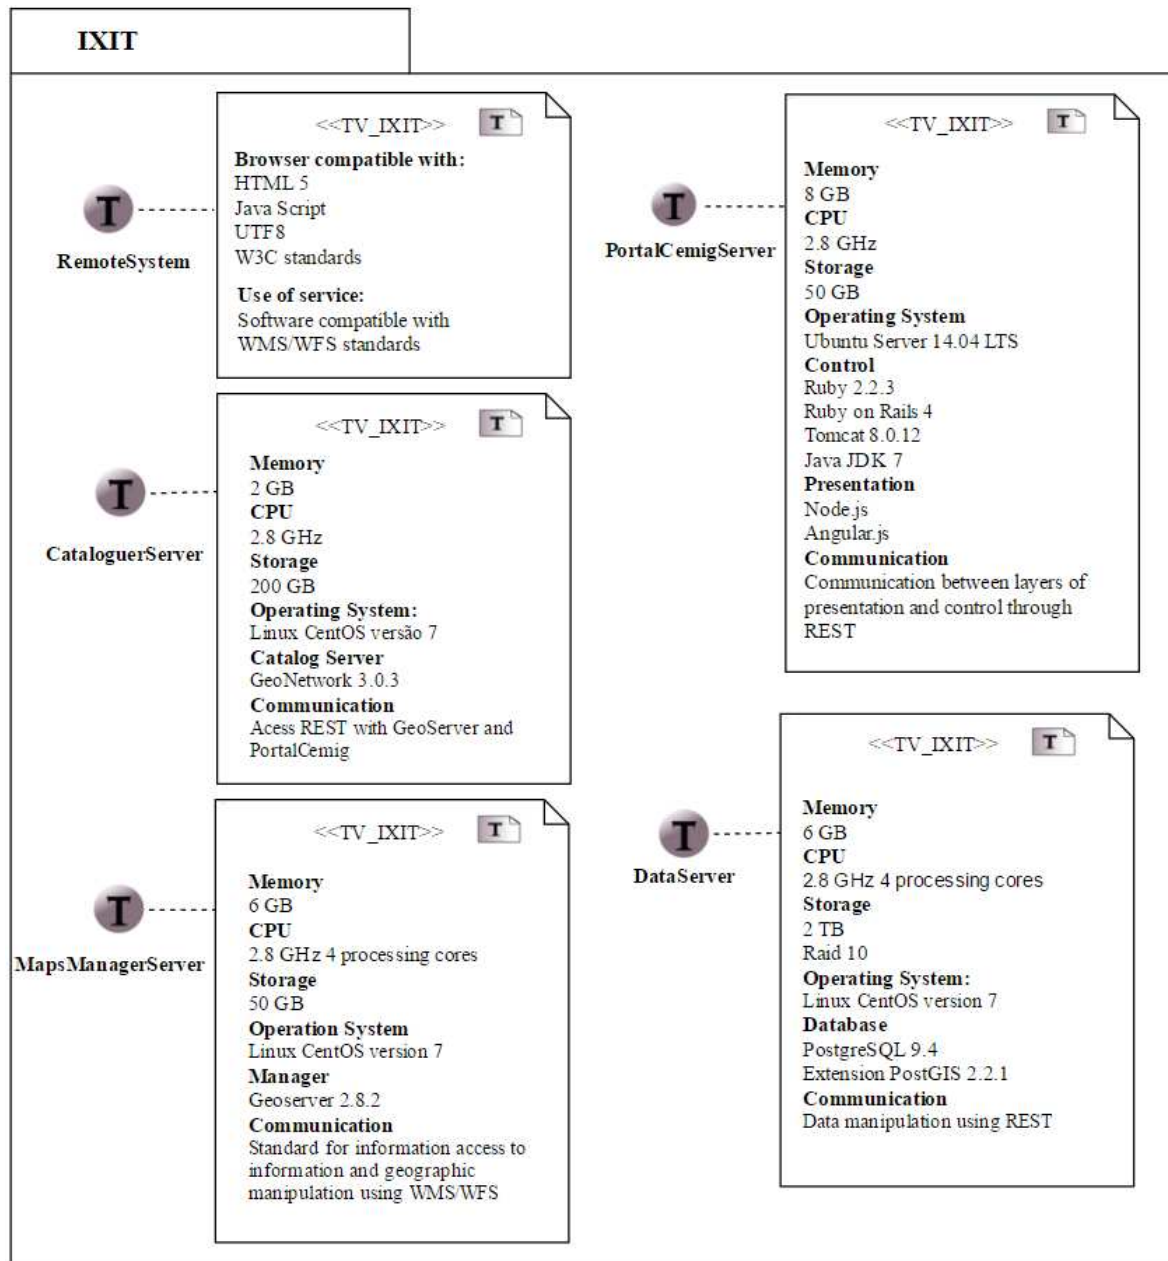 IXIT
<<TV_IXIT>>
T
Browser compatible with:
HTML 5
Java Script
UTF8
W3C standards
Use of service:
Software compatible with
WMS/WFS standards
T
RemoteSystem
<<TV_IXIT>>
T
Memory
8 GB
CPU
2.8 GHz
Storage
50 GB
Operating System
Ubuntu Server 14.04 LTS
Control
Ruby 2.2.3
Ruby on Rails 4
Tomcat 8.0.12
Java JDK 7
Presentation
Node.js
Angular.js
Communication
Communication between layers of
presentation and control through
REST
T
PortalCemigServer
<<TV_IXIT>>
T
Memory
2 GB
CPU
2.8 GHz
Storage
200 GB
Operating System:
Linux CentOS versão 7
Catalog Server
GeoNetwork 3.0.3
Communication
Acess REST with GeoServer and
PortalCemig
T
CataloguerServer
<<TV_IXIT>>
T
Memory
6 GB
CPU
2.8 GHz 4 processing cores
Storage
2 TB
Raid 10
Operating System:
Linux CentOS version 7
Database
PostgreSQL 9.4
Extension PostGIS 2.2.1
Communication
Data manipulation using REST
T
DataServer
<<TV_IXIT>>
T
Memory
6 GB
CPU
2.8 GHz 4 processing cores
Storage
50 GB
Operation System
Linux CentOS version 7
Manager
Geoserver 2.8.2
Communication
Standard for information access to
information and geographic
manipulation using WMS/WFS
T
MapsManagerServer